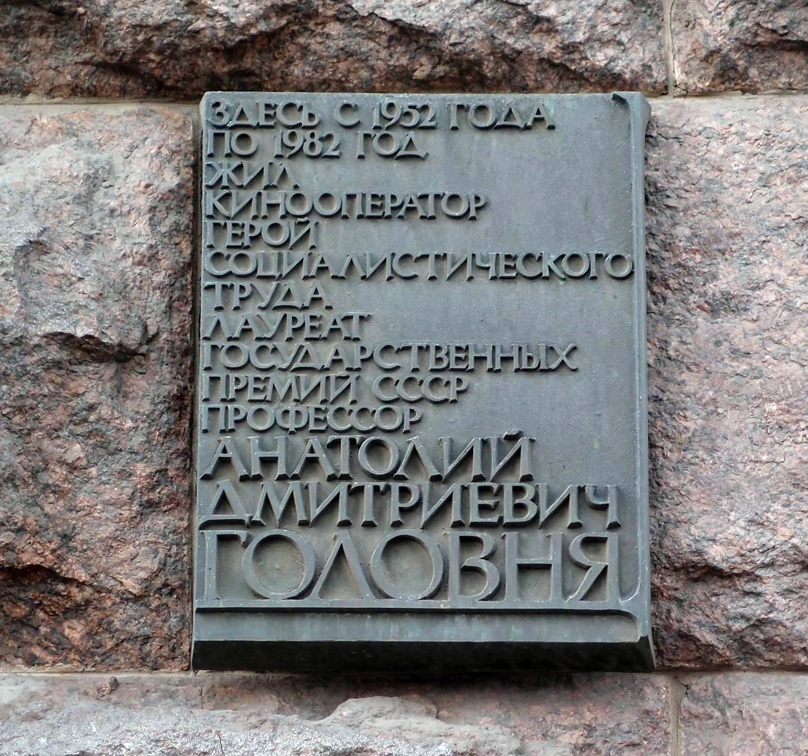 ЗДЕСЬ С 1952 ГОДА
ПО 1982 ГОД
ЖИЛ
КИНООПЕРАТОР
ГЕРОЙ
СОЦИАЛИСТИЧЕСКОГО
ТРУДА
ЛАУРЕАТ
ГОСУДАРСТВЕННЫХ
ПРЕМИЙ СССР
ПРОФЕССОР
АНАТОЛИЙ
ДМИТРИЕВИЧ
ГОЛОВНЯ